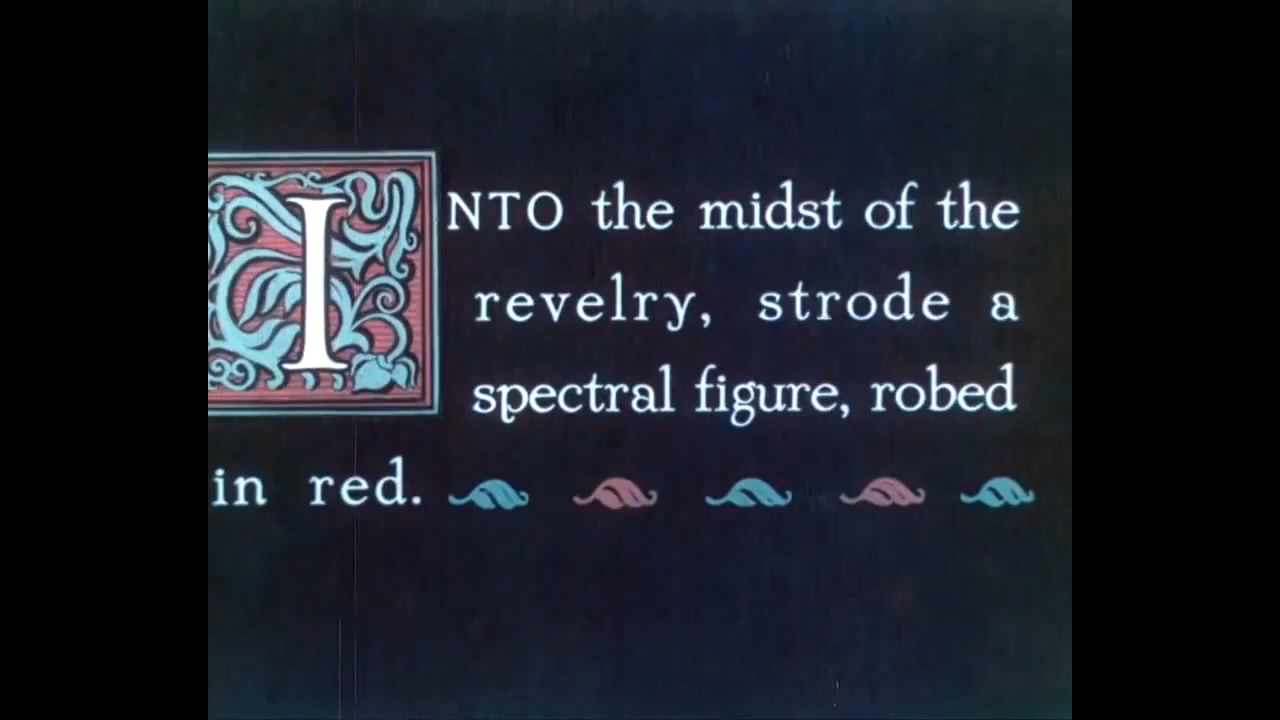 INTO the midst of the
revelry, strode a
spectral figure, robed
in red.